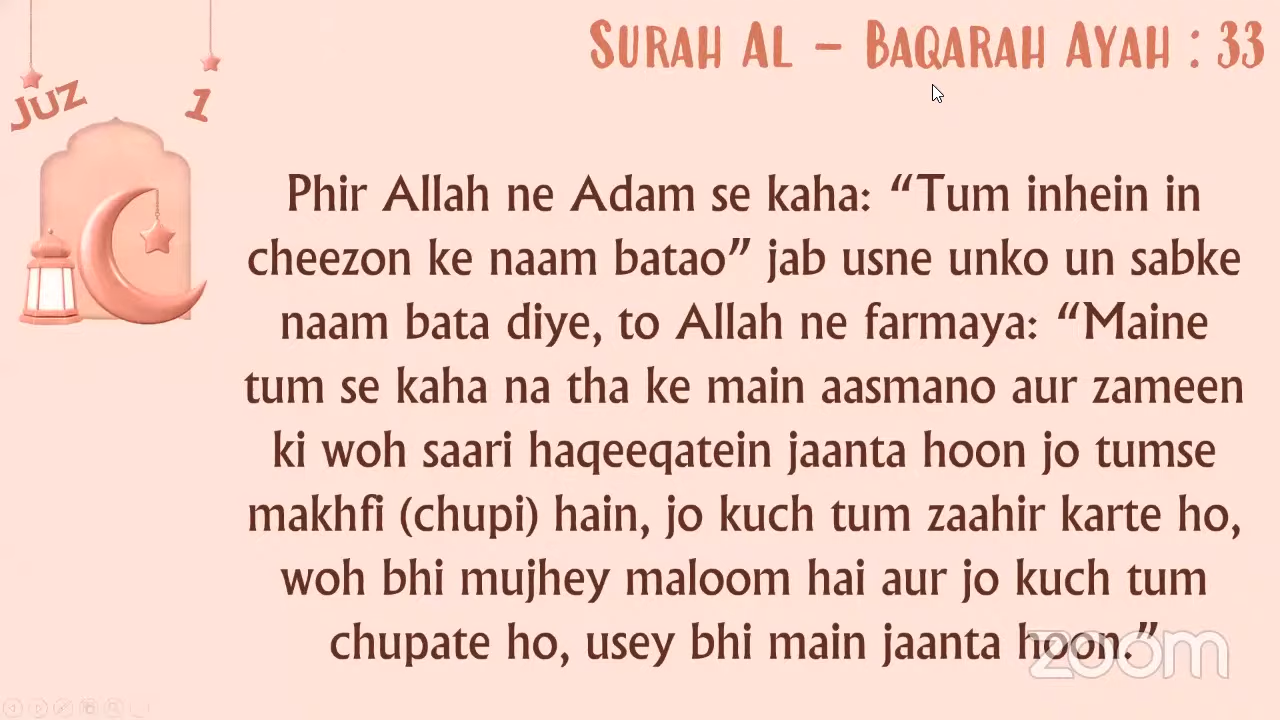 SURAH AL – BAQARAH AYAH : 33
JUZ 1
Phir Allah ne Adam se kaha: “Tum inhein in
cheezon ke naam batao” jab usne unko un sabke
naam bata diye, to Allah ne farmaya: “Maine
tum se kaha na tha ke main aasmano aur zameen
ki woh saari haqeeqatein jaanta hoon jo tumse
makhfi (chupi) hain, jo kuch tum zaahir karte ho,
woh bhi mujhey maloom hai aur jo kuch tum
chupate ho, usey bhi main jaanta hoon.”
zoom